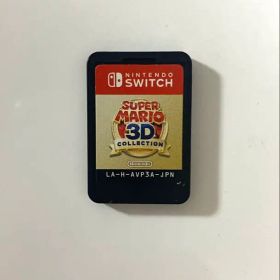 NINTENDO
SWITCH
SUPER
MARIO
3D
COLLECTION
LA-H-AVP3A-JPN